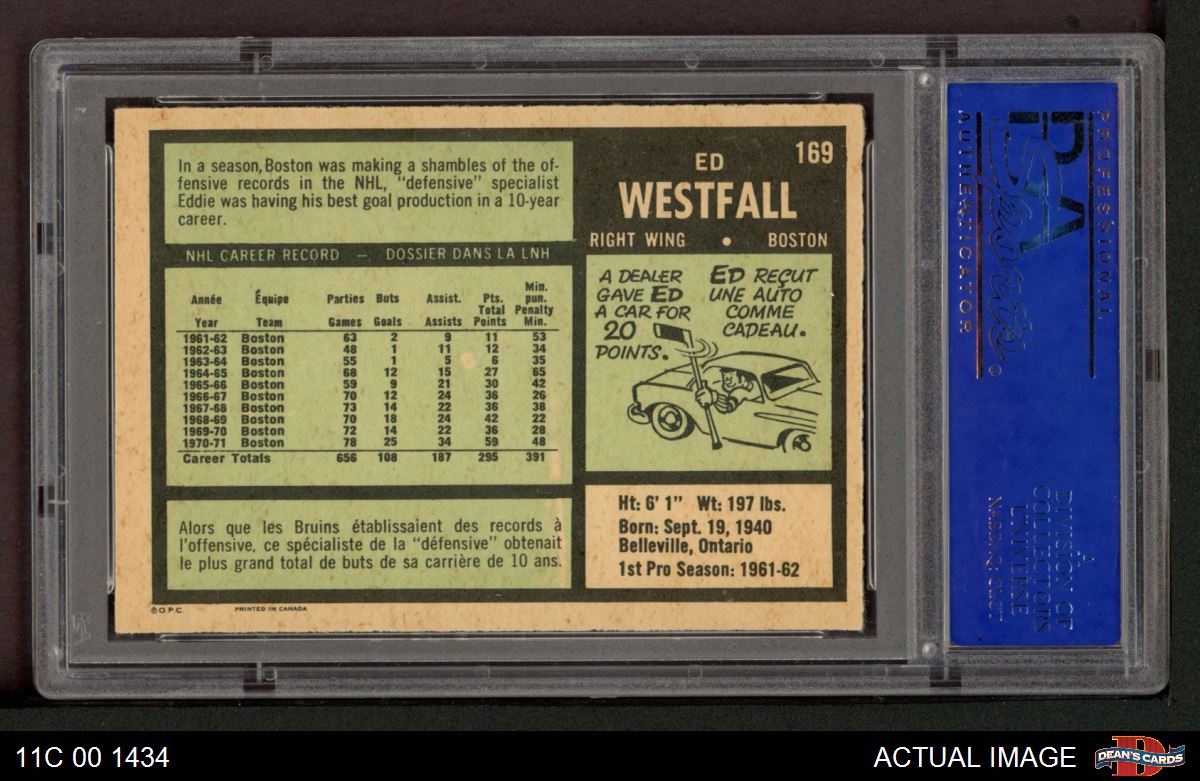 In a season, Boston was making a shambles of the of-
fensive records in the NHL, "defensive" specialist
Eddie was having his best goal production in a 10-year
career.
NHL CAREER RECORD — DOSSIER DANS LA LNH
Année Équipe Parties Buts Assist. Pts. Total Min. pun. Penalty
Year Team Games Goals Assists Points Min.
1961-62 Boston 63 2 9 11 53
1962-63 Boston 48 1 11 12 34
1963-64 Boston 55 1 5 6 35
1964-65 Boston 68 12 15 27 65
1965-66 Boston 59 9 21 30 42
1966-67 Boston 70 12 24 36 26
1967-68 Boston 73 14 22 36 38
1968-69 Boston 70 18 24 42 22
1969-70 Boston 72 14 22 36 28
1970-71 Boston 78 25 34 59 48
Career Totals 656 108 187 295 391
Alors que les Bruins établissaient des records à
l'offensive, ce spécialiste de la "défensive" obtenait
le plus grand total de buts de sa carrière de 10 ans.
© O.P.C. PRINTED IN CANADA
169
ED
WESTFALL
RIGHT WING • BOSTON
A DEALER
GAVE ED
A CAR FOR
20
POINTS.
ED REÇUT
UNE AUTO
COMME
CADEAU.
Ht: 6' 1" Wt: 197 lbs.
Born: Sept. 19, 1940
Belleville, Ontario
1st Pro Season: 1961-62
PROFESSIONAL
PSA
AUTHENTICATOR
A
DIVISION OF
COLLECTORS
UNIVERSE
NASDAQ: CLCT
11C 00 1434
ACTUAL IMAGE
DEAN'S CARDS